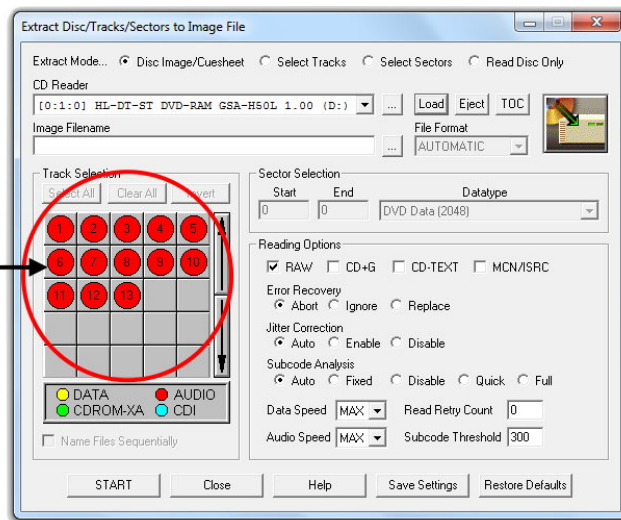 Extract Disc/Tracks/Sectors to Image File
Extract Mode... Disc Image/Cuesheet Select Tracks Select Sectors Read Disc Only
CD Reader
[0:1:0] HL-DT-ST DVD-RAM GSA-H50L 1.00 (D:) ... Load Eject TOC
Image Filename File Format
... AUTOMATIC
Track Selection Sector Selection
Select All Clear All Invert Start End Datatype
0 0 DVD Data (2048)
1 2 3 4 5
6 7 8 9 10
11 12 13
Reading Options
RAW CD+G CD-TEXT MCN/ISRC
Error Recovery
Abort Ignore Replace
Jitter Correction
Auto Enable Disable
Subcode Analysis
Auto Fixed Disable Quick Full
DATA AUDIO
CDROM-XA CDI
Data Speed MAX Read Retry Count 0
Name Files Sequentially
Audio Speed MAX Subcode Threshold 300
START Close Help Save Settings Restore Defaults